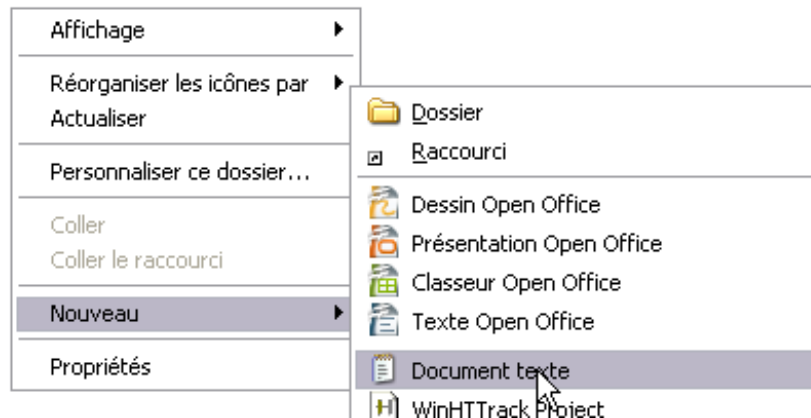 Affichage
Réorganiser les icônes par
Actualiser
Personnaliser ce dossier...
Coller
Coller le raccourci
Nouveau
Propriétés
Dossier
Raccourci
Dessin Open Office
Présentation Open Office
Classeur Open Office
Texte Open Office
Document texte
WinHTTrack Project